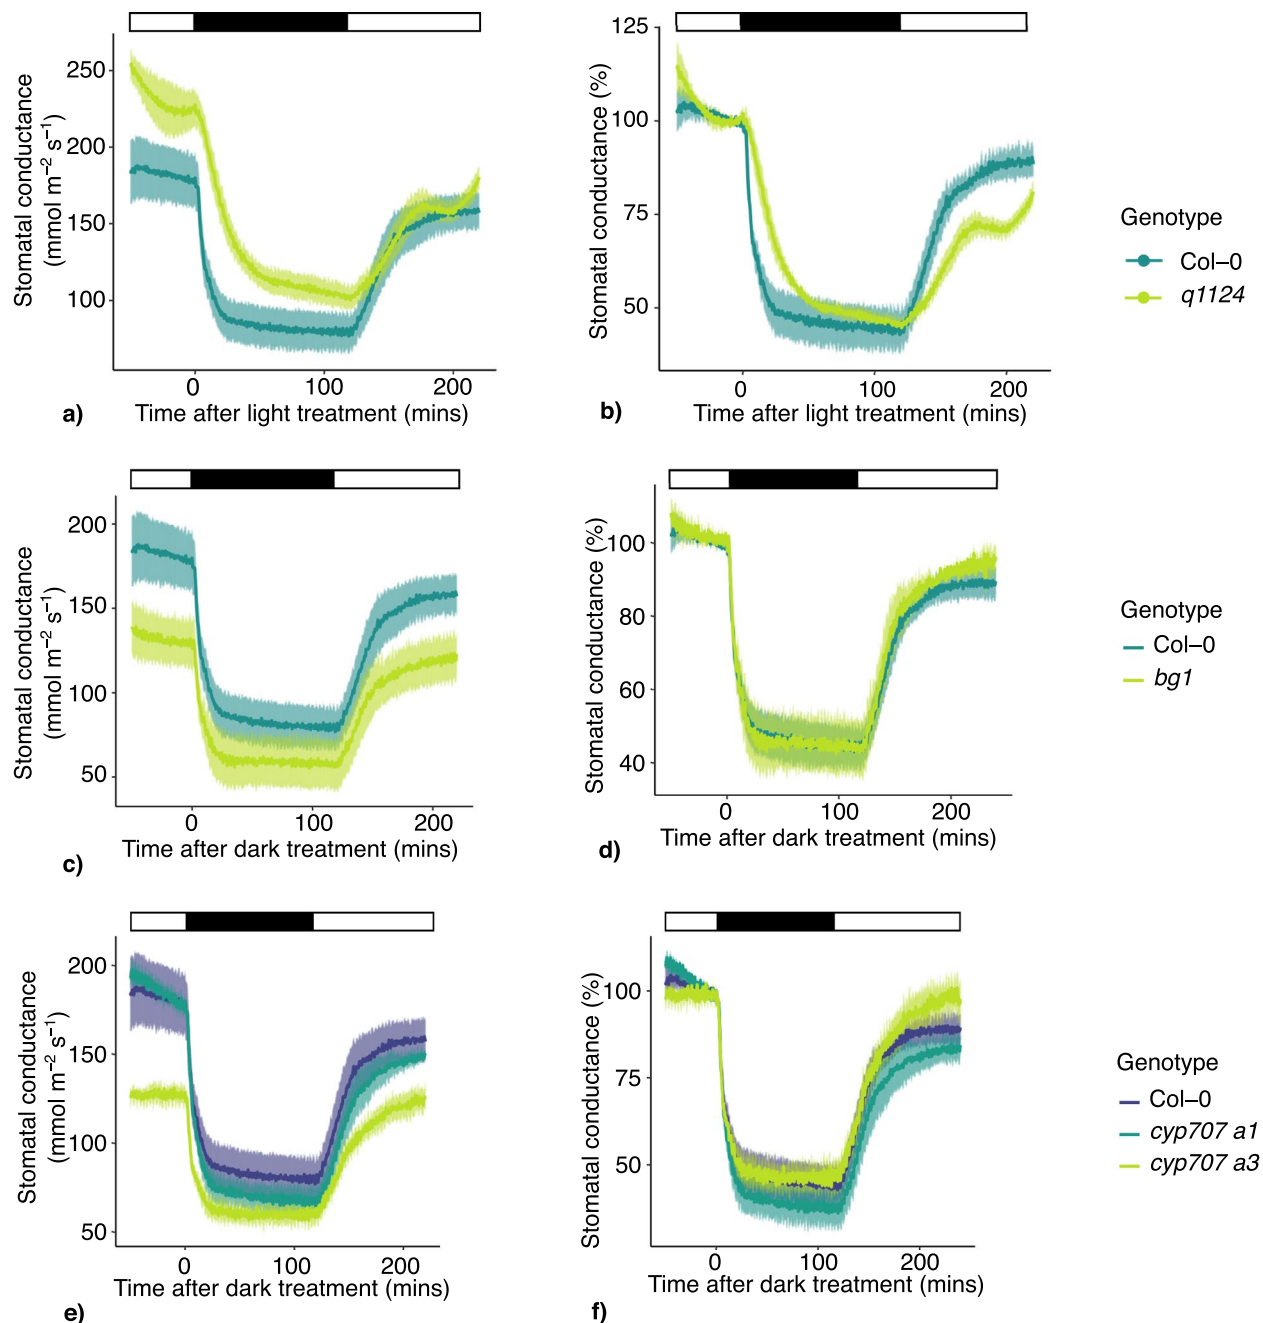 Stomatal conductance
(mmol m⁻² s⁻¹)
250
200
150
100
0
100
200
Time after light treatment (mins)
a)
Stomatal conductance (%)
125
100
75
50
0
100
200
Time after light treatment (mins)
b)
Genotype
Col–0
q1124
Stomatal conductance
(mmol m⁻² s⁻¹)
200
150
100
50
0
100
200
Time after dark treatment (mins)
c)
Stomatal conductance (%)
100
80
60
40
0
100
200
Time after dark treatment (mins)
d)
Genotype
Col–0
bg1
Stomatal conductance
(mmol m⁻² s⁻¹)
200
150
100
50
0
100
200
Time after dark treatment (mins)
e)
Stomatal conductance (%)
100
75
50
0
100
200
Time after dark treatment (mins)
f)
Genotype
Col–0
cyp707 a1
cyp707 a3